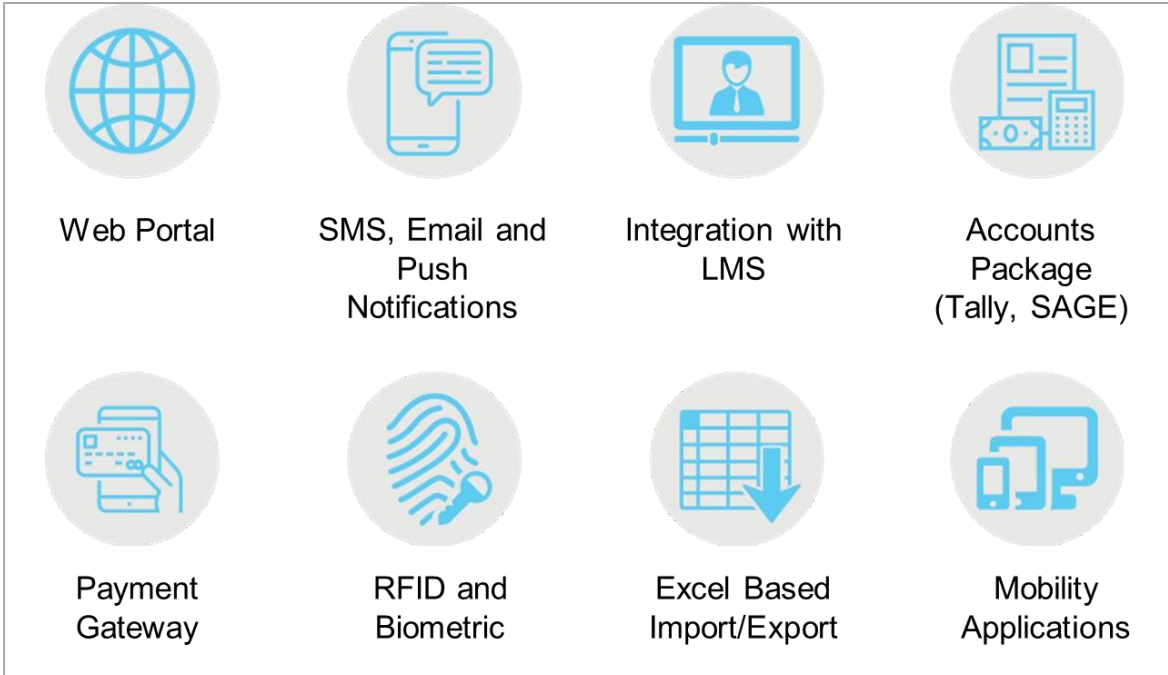 Web Portal
SMS, Email and
Push
Notifications
Integration with
LMS
Accounts
Package
(Tally, SAGE)
Payment
Gateway
RFID and
Biometric
Excel Based
Import/Export
Mobility
Applications